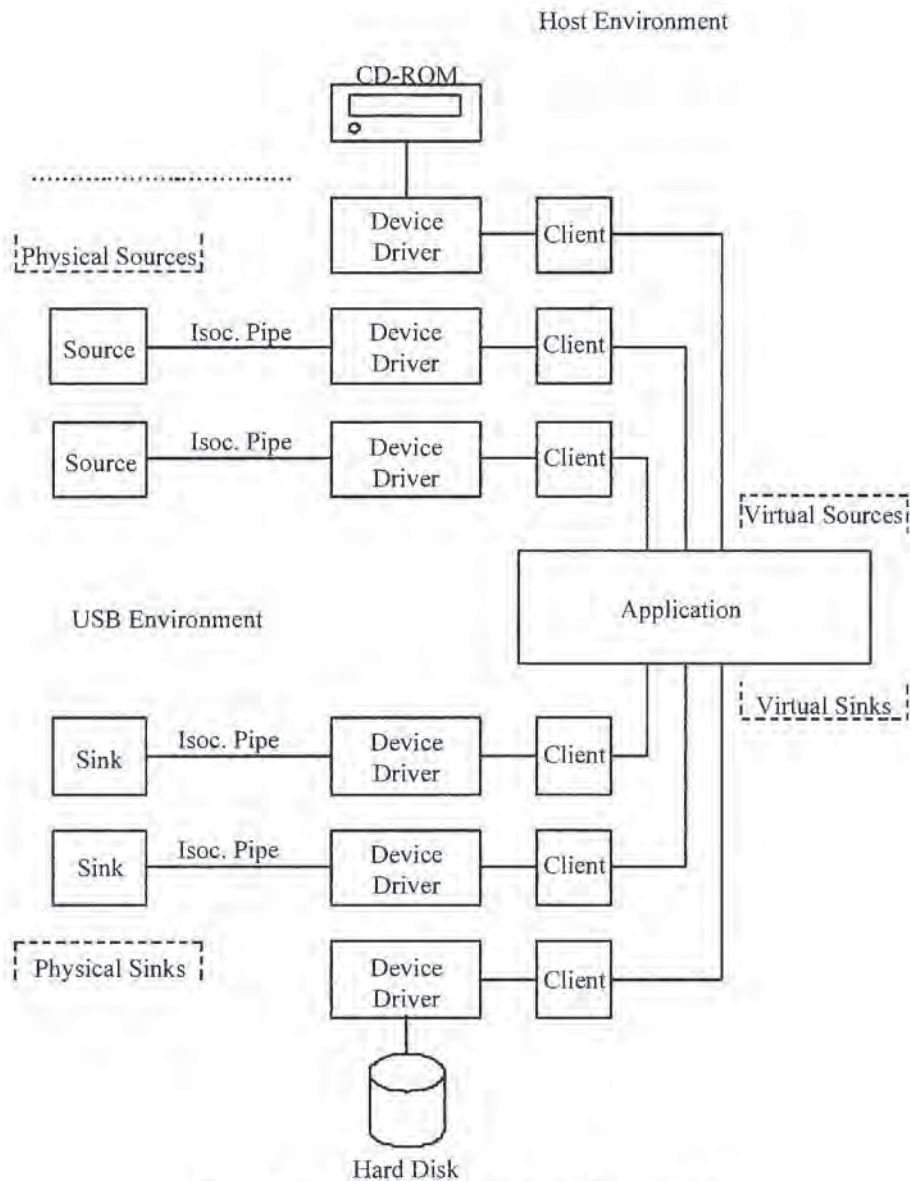 Host Environment
CD-ROM
Device
Driver
Client
Physical Sources
Source
Isoc. Pipe
Device
Driver
Client
Source
Isoc. Pipe
Device
Driver
Client
Virtual Sources
Application
USB Environment
Virtual Sinks
Sink
Isoc. Pipe
Device
Driver
Client
Sink
Isoc. Pipe
Device
Driver
Client
Physical Sinks
Device
Driver
Client
Hard Disk